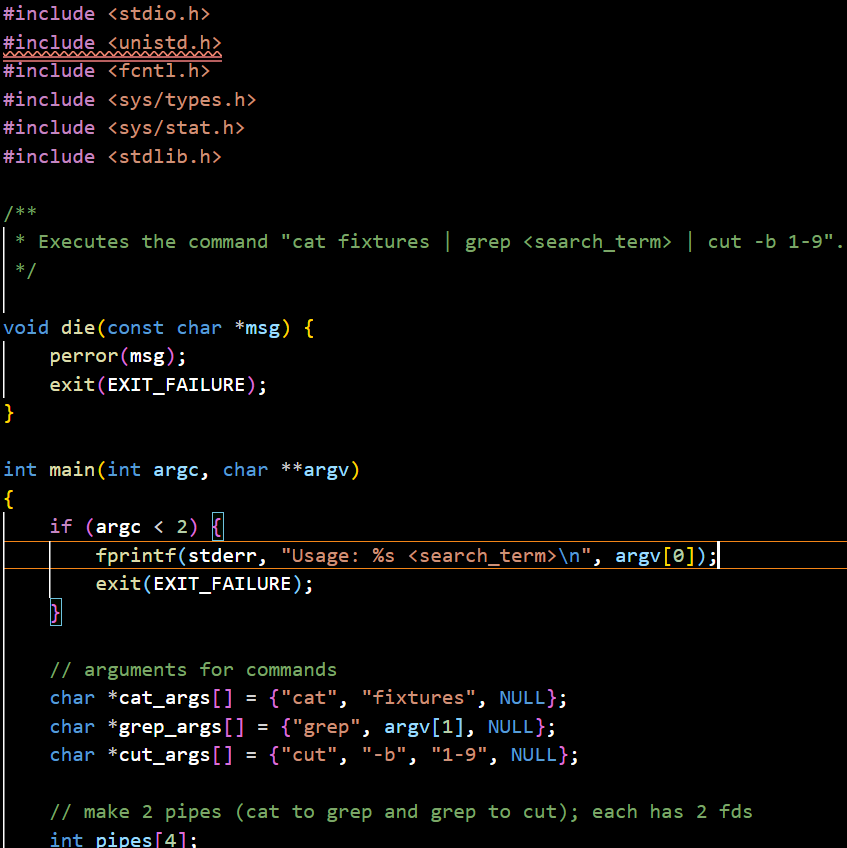 #include <stdio.h>
#include <unistd.h>
#include <fcntl.h>
#include <sys/types.h>
#include <sys/stat.h>
#include <stdlib.h>
/**
 * Executes the command "cat fixtures | grep <search_term> | cut -b 1-9".
 */
void die(const char *msg) {
    perror(msg);
    exit(EXIT_FAILURE);
}
int main(int argc, char **argv)
{
    if (argc < 2) {
        fprintf(stderr, "Usage: %s <search_term>\n", argv[0]);
        exit(EXIT_FAILURE);
    }
    // arguments for commands
    char *cat_args[] = {"cat", "fixtures", NULL};
    char *grep_args[] = {"grep", argv[1], NULL};
    char *cut_args[] = {"cut", "-b", "1-9", NULL};
    // make 2 pipes (cat to grep and grep to cut); each has 2 fds
    int pipes[4];